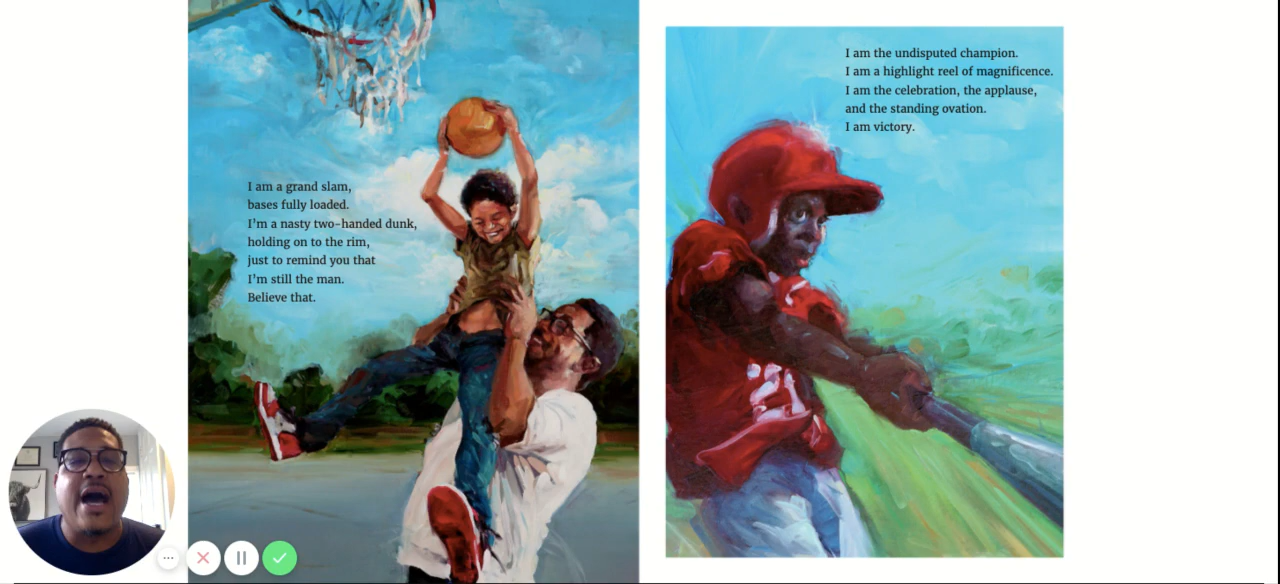 I am a grand slam,
bases fully loaded.
I'm a nasty two-handed dunk,
holding on to the rim,
just to remind you that
I'm still the man.
Believe that.
I am the undisputed champion.
I am a highlight reel of magnificence.
I am the celebration, the applause,
and the standing ovation.
I am victory.